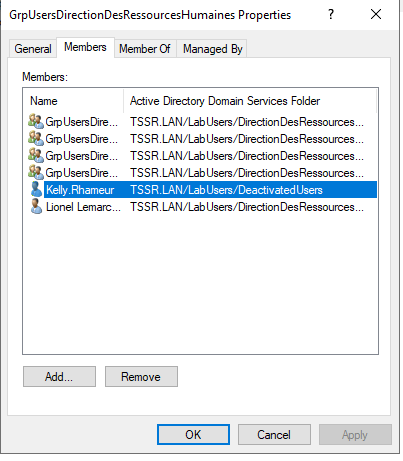 GrpUsersDirectionDesRessourcesHumaines Properties ? ×
General Members Member Of Managed By
Members:
Name Active Directory Domain Services Folder
GrpUsersDire... TSSR.LAN/LabUsers/DirectionDesRessources...
GrpUsersDire... TSSR.LAN/LabUsers/DirectionDesRessources...
GrpUsersDire... TSSR.LAN/LabUsers/DirectionDesRessources...
GrpUsersDire... TSSR.LAN/LabUsers/DirectionDesRessources...
Kelly.Rhameur TSSR.LAN/LabUsers/DeactivatedUsers
Lionel Lemarc... TSSR.LAN/LabUsers/DirectionDesRessources...
Add... Remove
OK Cancel Apply